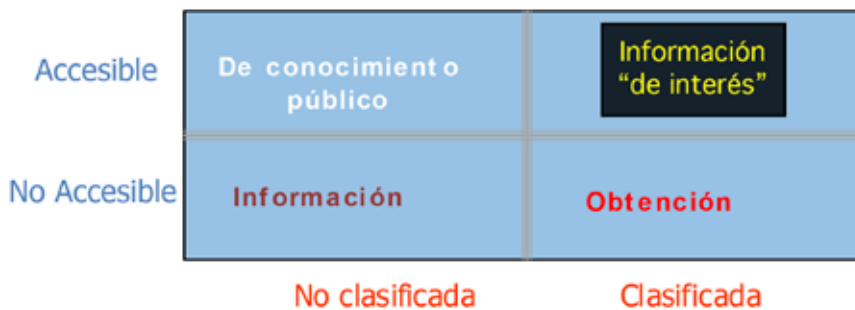 Accesible
De conocimiento
público
Información
“de interés”
No Accesible
Información
Obtención
No clasificada
Clasificada